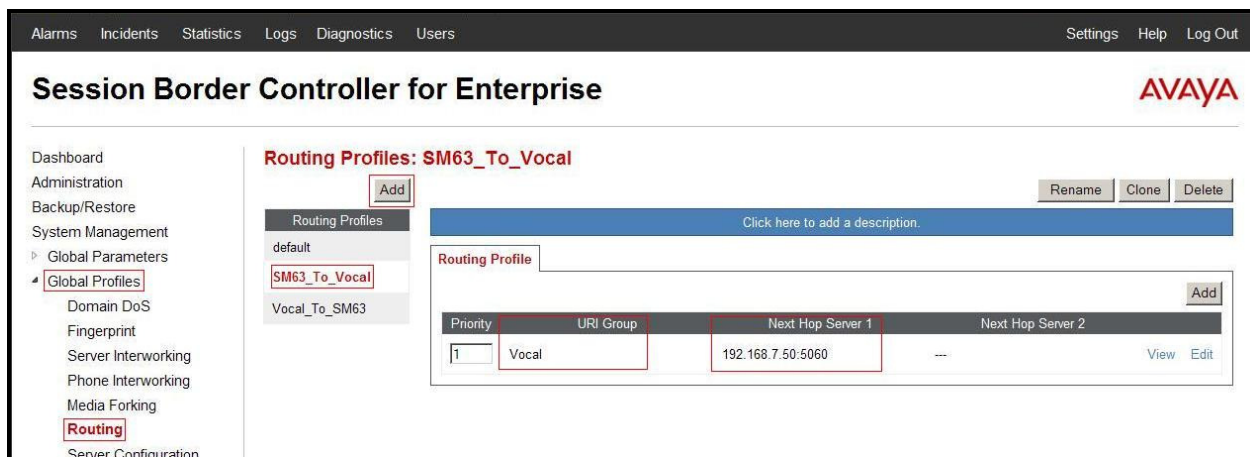 Alarms Incidents Statistics Logs Diagnostics Users Settings Help Log Out
Session Border Controller for Enterprise
AVAYA
Dashboard
Administration
Backup/Restore
System Management
Global Parameters
Global Profiles
Domain DoS
Fingerprint
Server Interworking
Phone Interworking
Media Forking
Routing
Server Configuration
Routing Profiles: SM63_To_Vocal
Add
Rename Clone Delete
Routing Profiles
default
SM63_To_Vocal
Vocal_To_SM63
Click here to add a description.
Routing Profile
Add
Priority URI Group Next Hop Server 1 Next Hop Server 2
1 Vocal 192.168.7.50:5060 --- View Edit